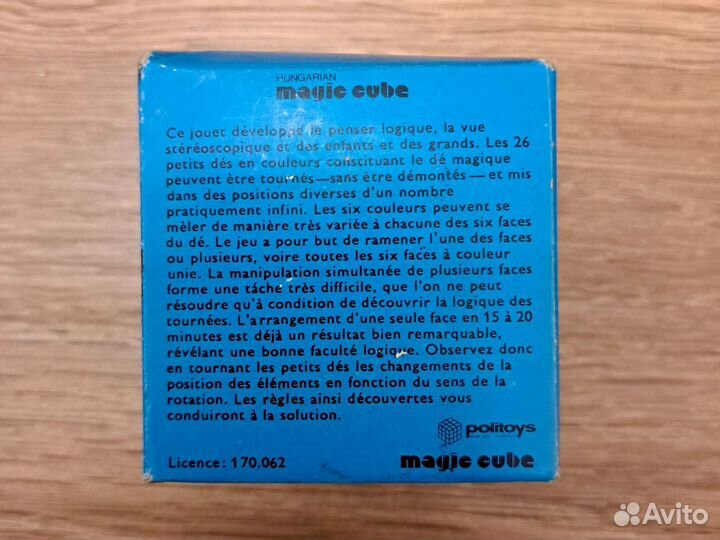 HUNGARIAN
magic cube
Ce jouet développe le penser logique, la vue
stéréoscopique et des enfants et des grands. Les 26
petits dés en couleurs constituant le dé magique
peuvent être tournés—sans être démontés—et mis
dans des positions diverses d'un nombre
pratiquement infini. Les six couleurs peuvent se
mèler de manière très variée à chacune des six faces
du dé. Le jeu a pour but de ramener l'une des faces
ou plusieurs, voire toutes les six faces à couleur
unie. La manipulation simultanée de plusieurs faces
forme une tâche très difficile, que l'on ne peut
résoudre qu'à condition de découvrir la logique des
tournées. L'arrangement d'une seule face en 15 à 20
minutes est déjà un résultat bien remarquable,
révélant une bonne faculté logique. Observez donc
en tournant les petits dés les changements de la
position des éléments en fonction du sens de la
rotation. Les règles ainsi découvertes vous
conduiront à la solution.
politoys
Licence: 170.062
magic cube
Avito